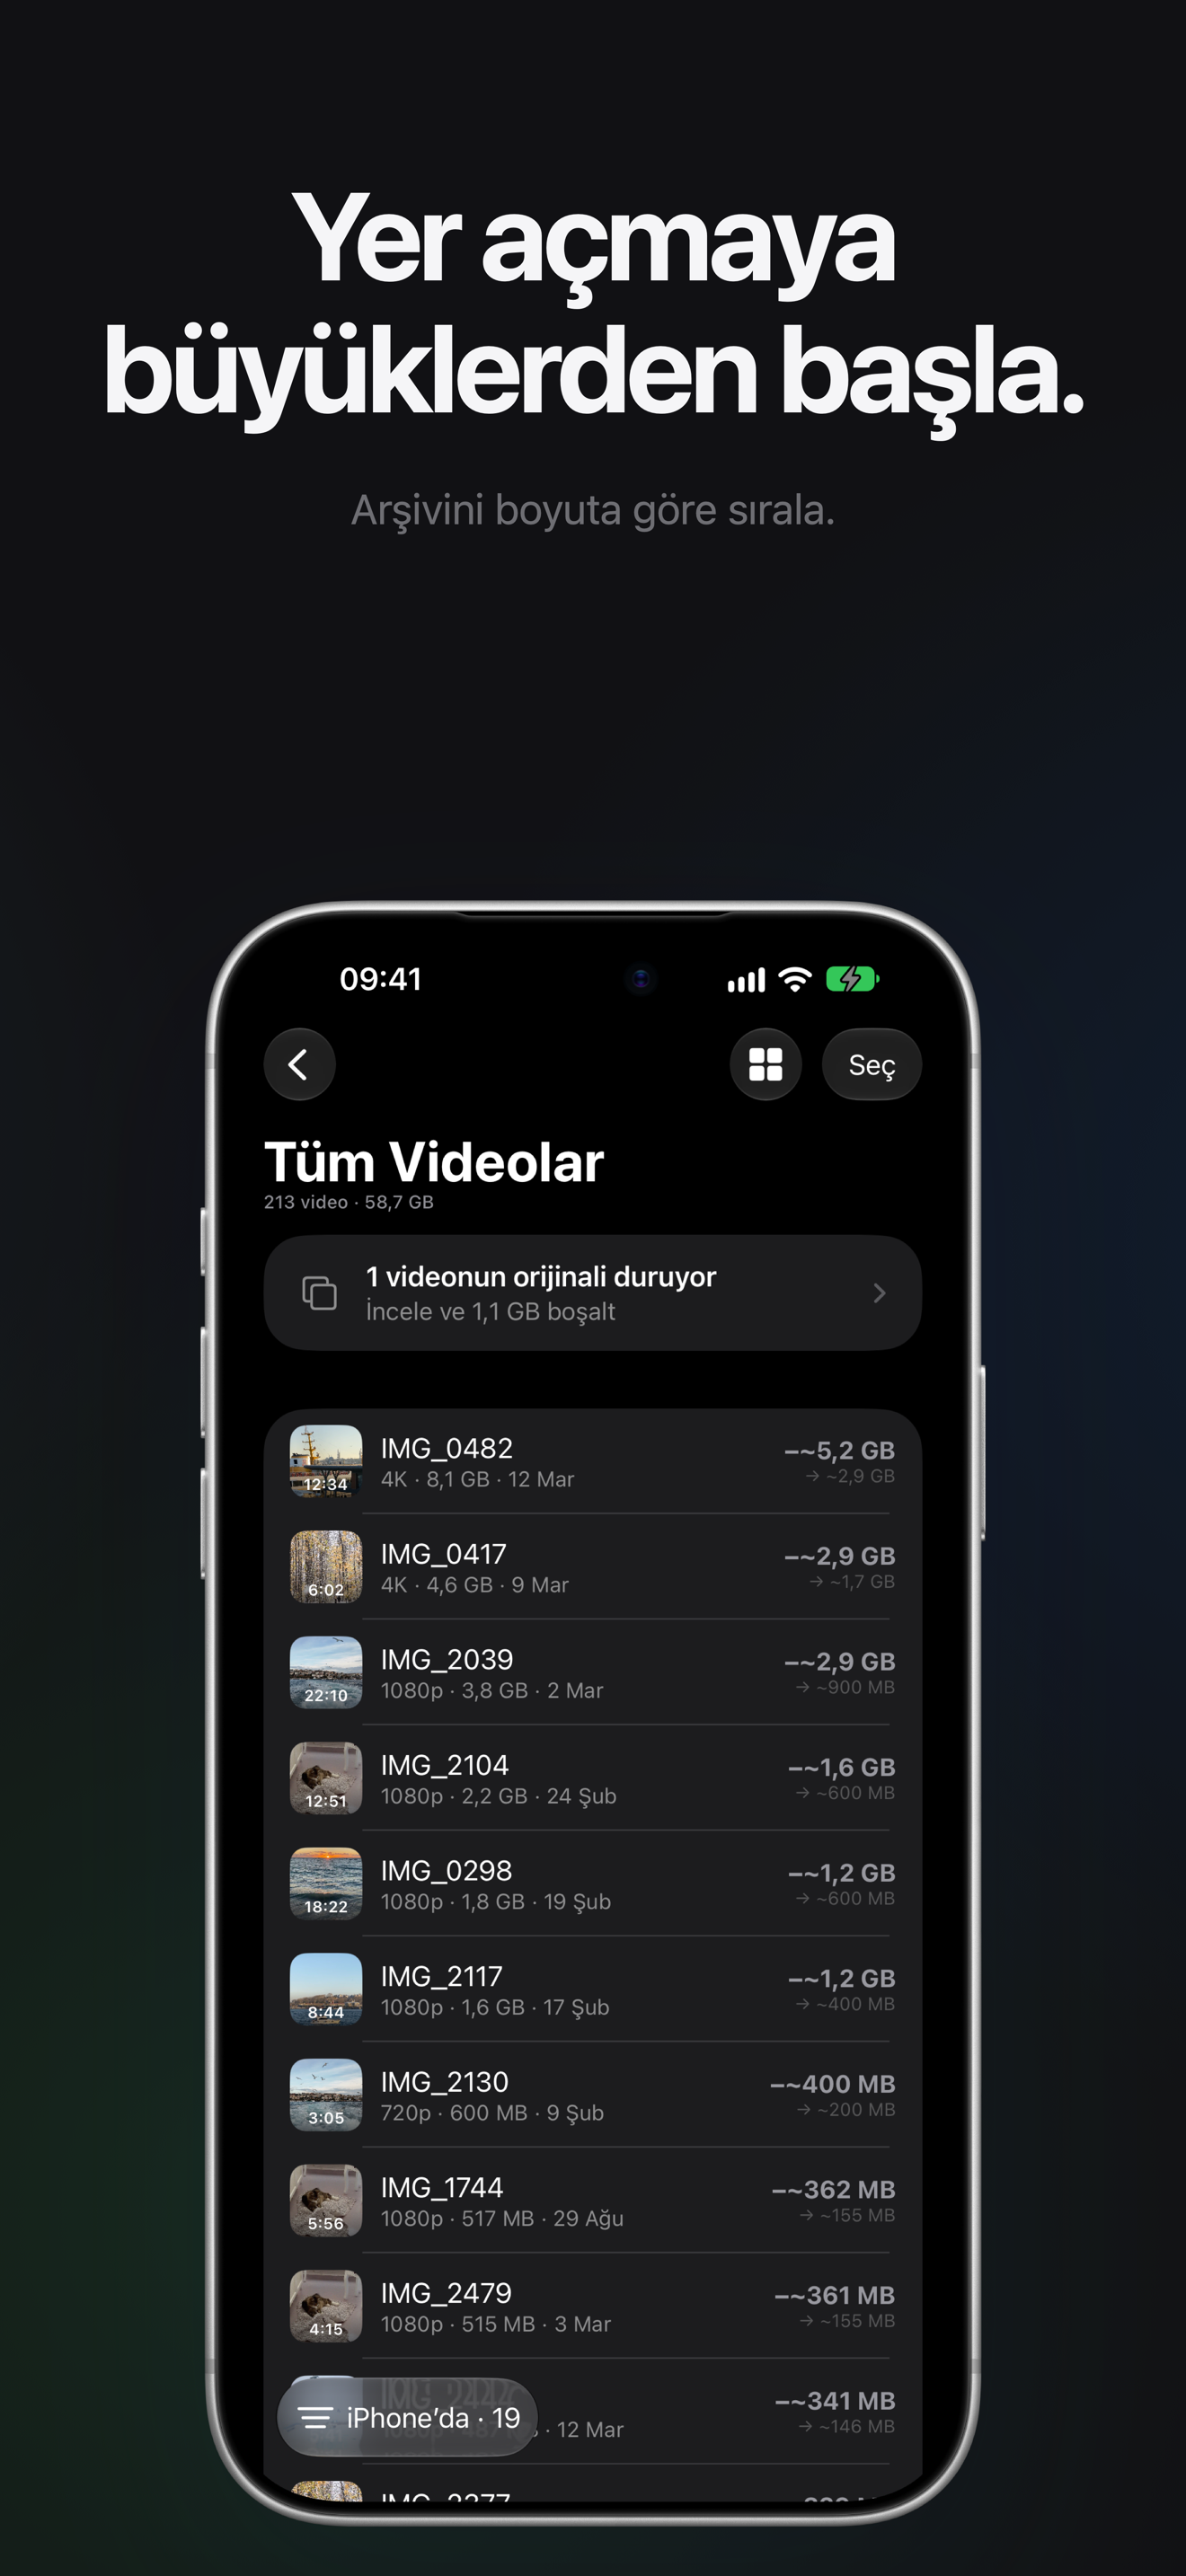 Yer açmaya
büyüklerden başla.
Arşivini boyuta göre sırala.
09:41
Seç
Tüm Videolar
213 video · 58,7 GB
1 videonun orijinali duruyor
İncele ve 1,1 GB boşalt
IMG_0482
−~5,2 GB
12:34
4K · 8,1 GB · 12 Mar
→ ~2,9 GB
IMG_0417
−~2,9 GB
6:02
4K · 4,6 GB · 9 Mar
→ ~1,7 GB
IMG_2039
−~2,9 GB
22:10
1080p · 3,8 GB · 2 Mar
→ ~900 MB
IMG_2104
−~1,6 GB
12:51
1080p · 2,2 GB · 24 Şub
→ ~600 MB
IMG_0298
−~1,2 GB
18:22
1080p · 1,8 GB · 19 Şub
→ ~600 MB
IMG_2117
−~1,2 GB
8:44
1080p · 1,6 GB · 17 Şub
→ ~400 MB
IMG_2130
−~400 MB
3:05
720p · 600 MB · 9 Şub
→ ~200 MB
IMG_1744
−~362 MB
5:56
1080p · 517 MB · 29 Ağu
→ ~155 MB
IMG_2479
−~361 MB
4:15
1080p · 515 MB · 3 Mar
→ ~155 MB
−~341 MB
iPhone’da · 19
· 12 Mar
→ ~146 MB